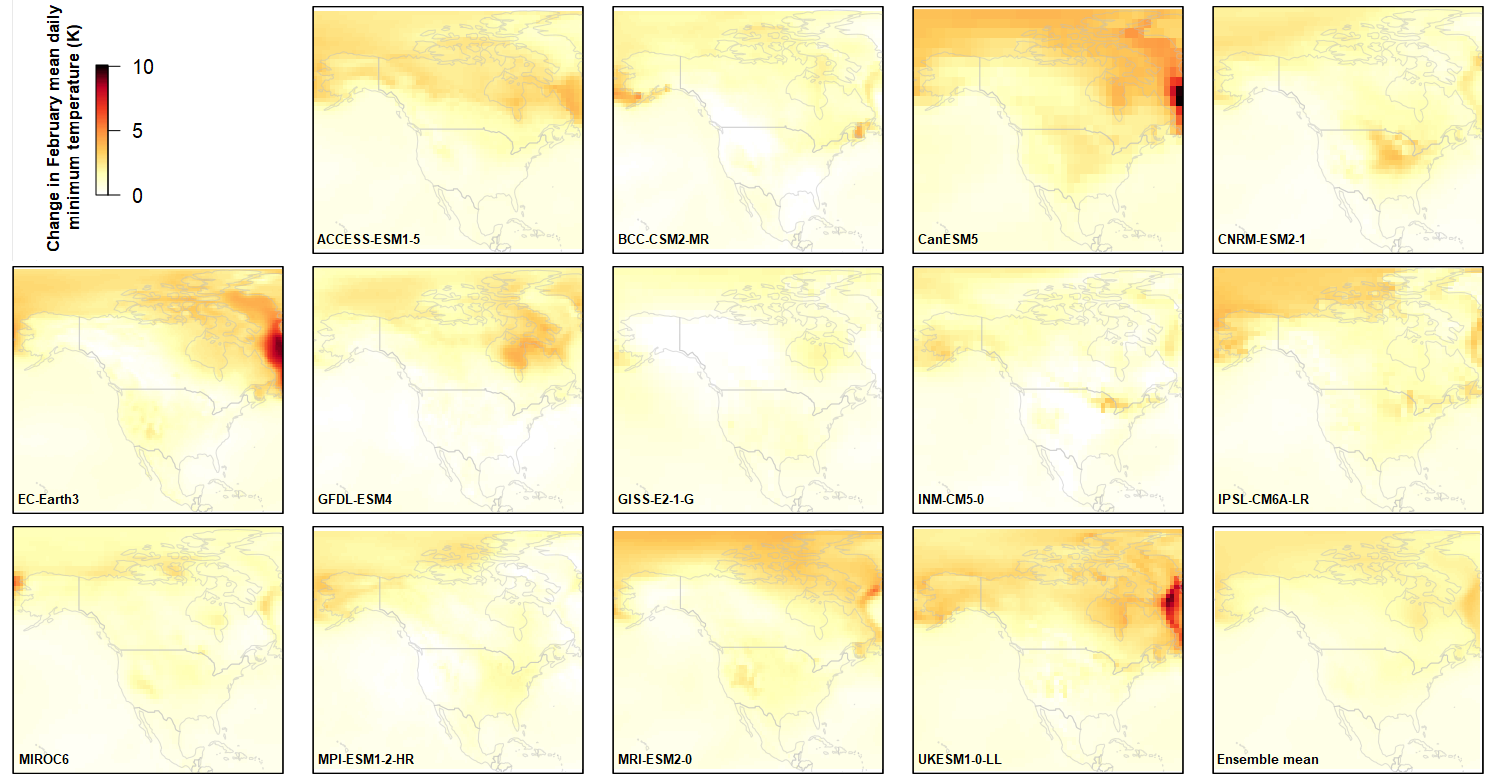 Change in February mean daily
minimum temperature (K)
10
5
0
ACCESS-ESM1-5
BCC-CSM2-MR
CanESM5
CNRM-ESM2-1
EC-Earth3
GFDL-ESM4
GISS-E2-1-G
INM-CM5-0
IPSL-CM6A-LR
MIROC6
MPI-ESM1-2-HR
MRI-ESM2-0
UKESM1-0-LL
Ensemble mean